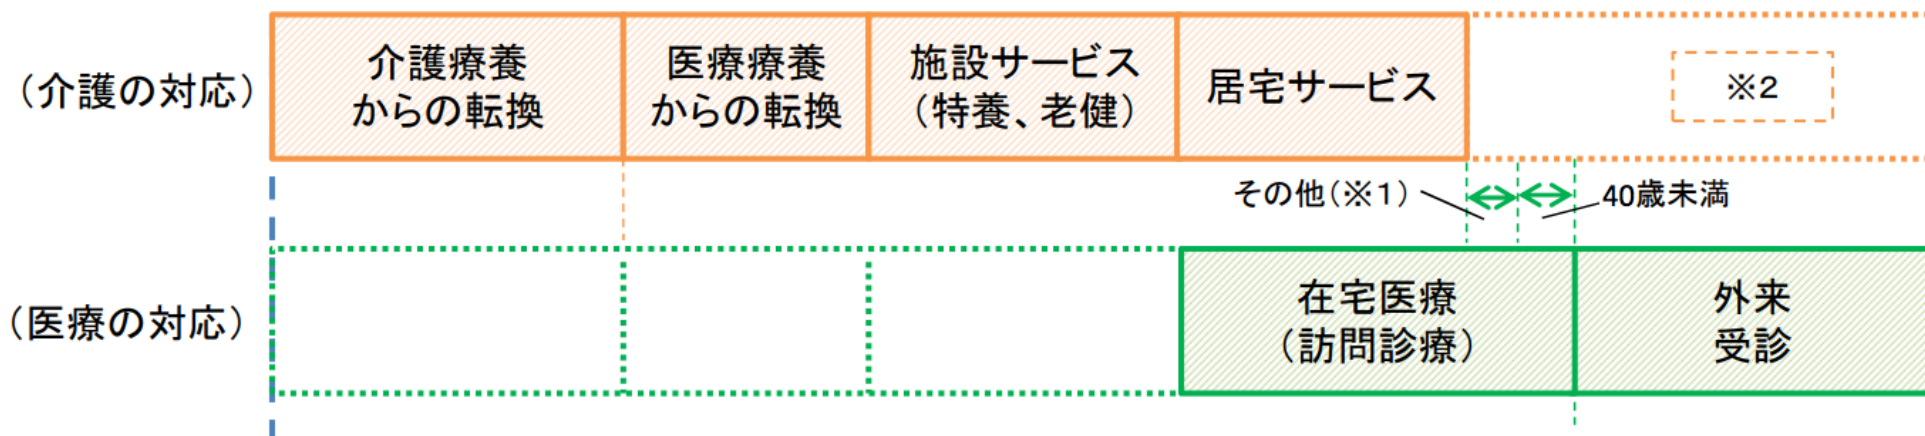 (介護の対応)
介護療養
からの転換
医療療養
からの転換
施設サービス
(特養、老健)
居宅サービス
※2
その他(※1)
40歳未満
(医療の対応)
在宅医療
(訪問診療)
外来
受診